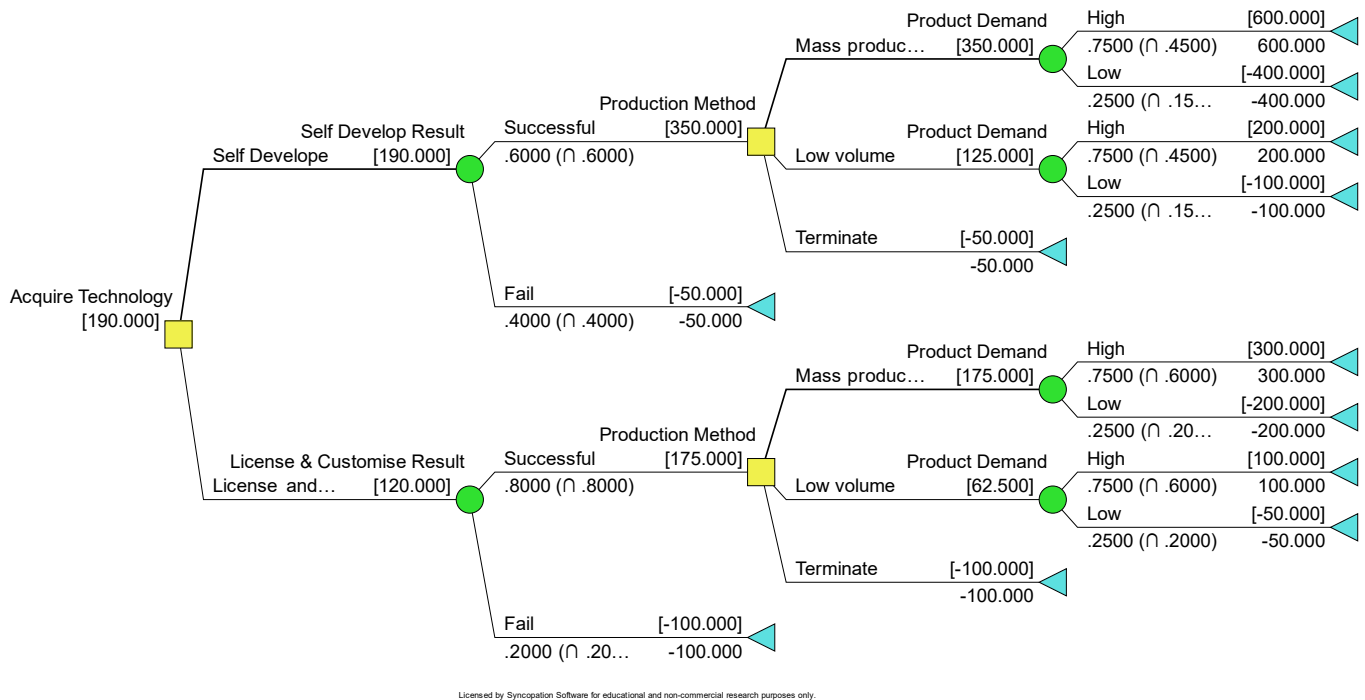 Product Demand
High [600.000]
Mass produc... [350.000]
.7500 (∩ .4500) 600.000
Low [-400.000]
Production Method
.2500 (∩ .15... -400.000
Self Develop Result
Successful [350.000]
Product Demand
High [200.000]
Self Develope [190.000]
.6000 (∩ .6000)
Low volume [125.000]
.7500 (∩ .4500) 200.000
Low [-100.000]
.2500 (∩ .15... -100.000
Terminate [-50.000]
-50.000
Acquire Technology
Fail [-50.000]
[190.000]
.4000 (∩ .4000) -50.000
Product Demand
High [300.000]
Mass produc... [175.000]
.7500 (∩ .6000) 300.000
Low [-200.000]
Production Method
.2500 (∩ .20... -200.000
License & Customise Result
Successful [175.000]
Product Demand
High [100.000]
License and... [120.000]
.8000 (∩ .8000)
Low volume [62.500]
.7500 (∩ .6000) 100.000
Low [-50.000]
.2500 (∩ .2000) -50.000
Terminate [-100.000]
-100.000
Fail [-100.000]
.2000 (∩ .20... -100.000
Licensed by Syncopation Software for educational and non-commercial research purposes only.